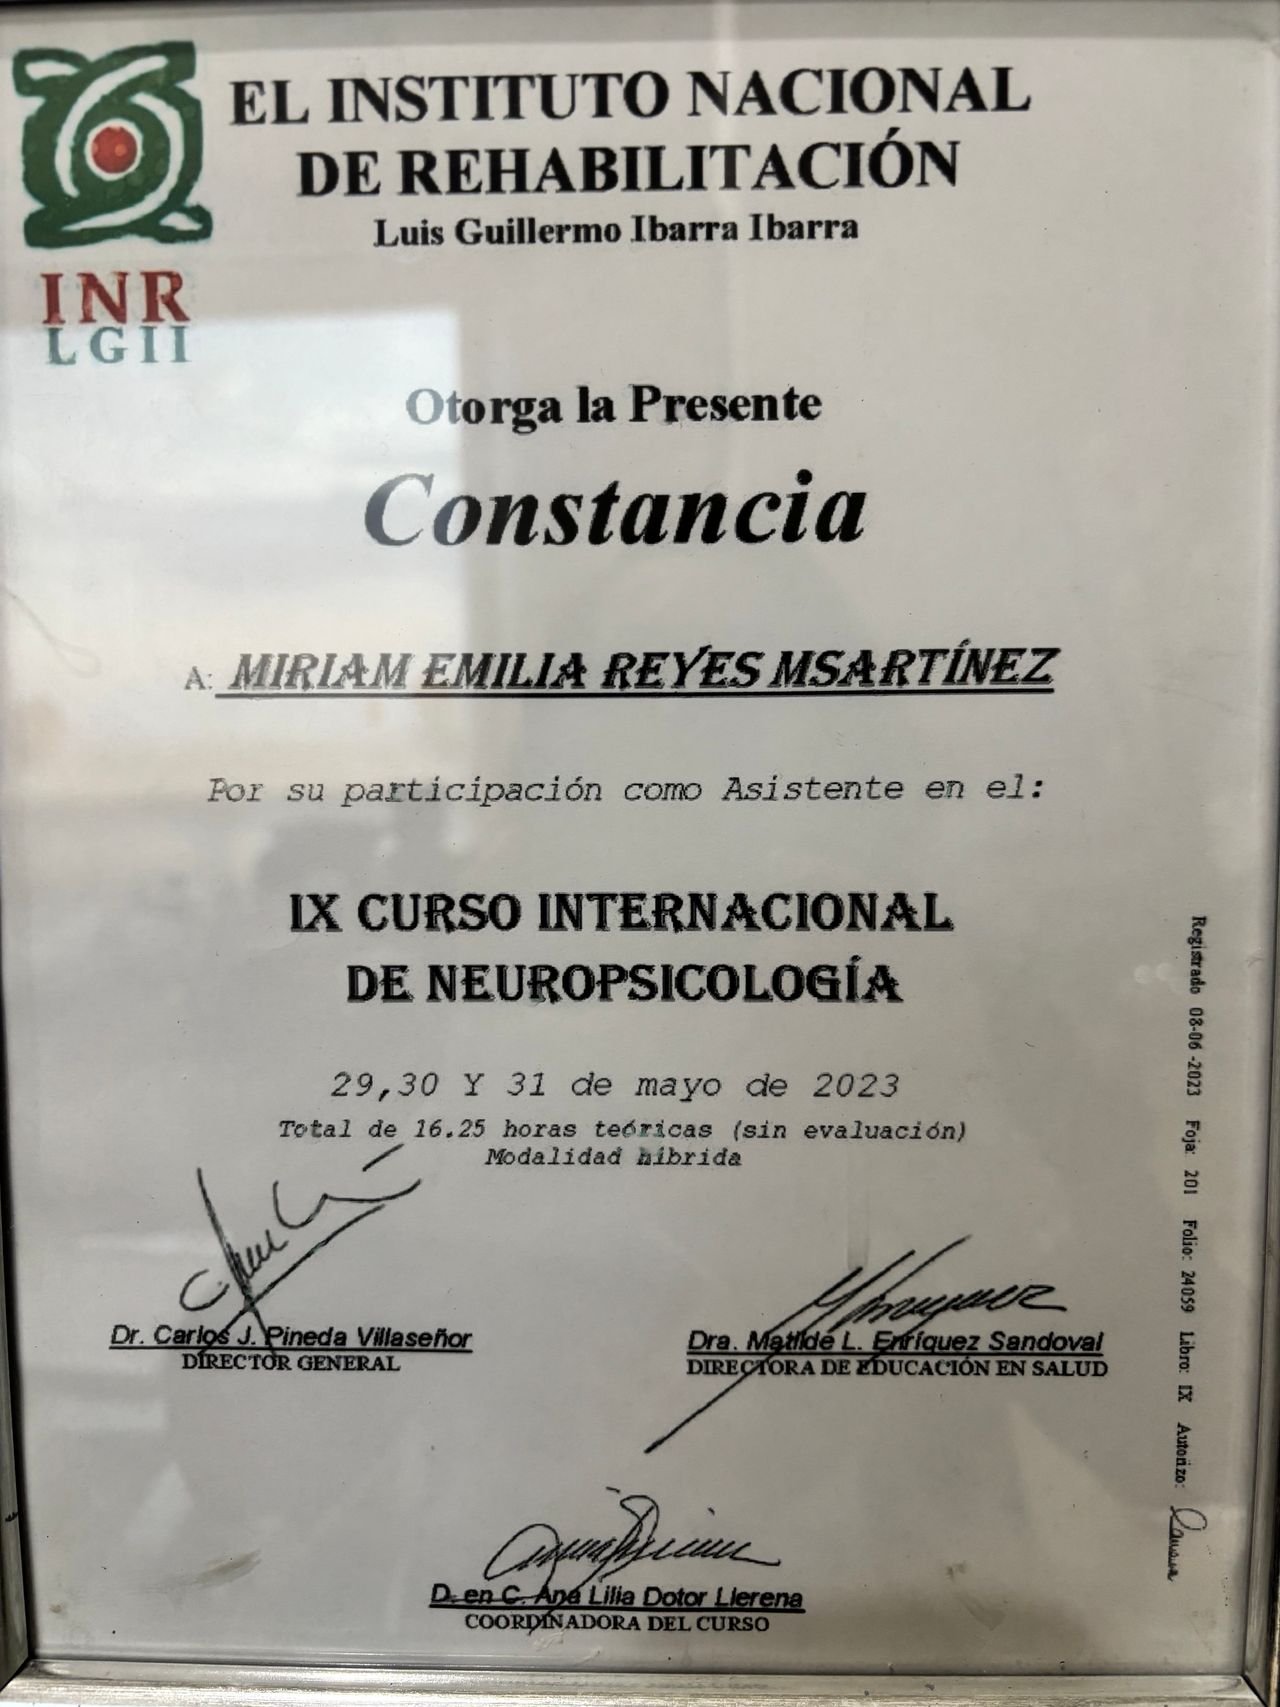 EL INSTITUTO NACIONAL
DE REHABILITACIÓN
Luis Guillermo Ibarra Ibarra
INR
LGII
Otorga la Presente
Constancia
A: MIRIAM EMILIA REYES MSARTÍNEZ
Por su participación como Asistente en el:
IX CURSO INTERNACIONAL
DE NEUROPSICOLOGÍA
29,30 Y 31 de mayo de 2023
Total de 16.25 horas teóricas (sin evaluación)
Modalidad híbrida
Dr. Carlos J. Pineda Villaseñor
DIRECTOR GENERAL
Dra. Matilde L. Enríquez Sandoval
DIRECTORA DE EDUCACIÓN EN SALUD
D. en C. Ana Lilia Dotor Llerena
COORDINADORA DEL CURSO
Registrado 08-06-2023 Foja: 201 Folio: 24059 Libro: IX Autorizo: